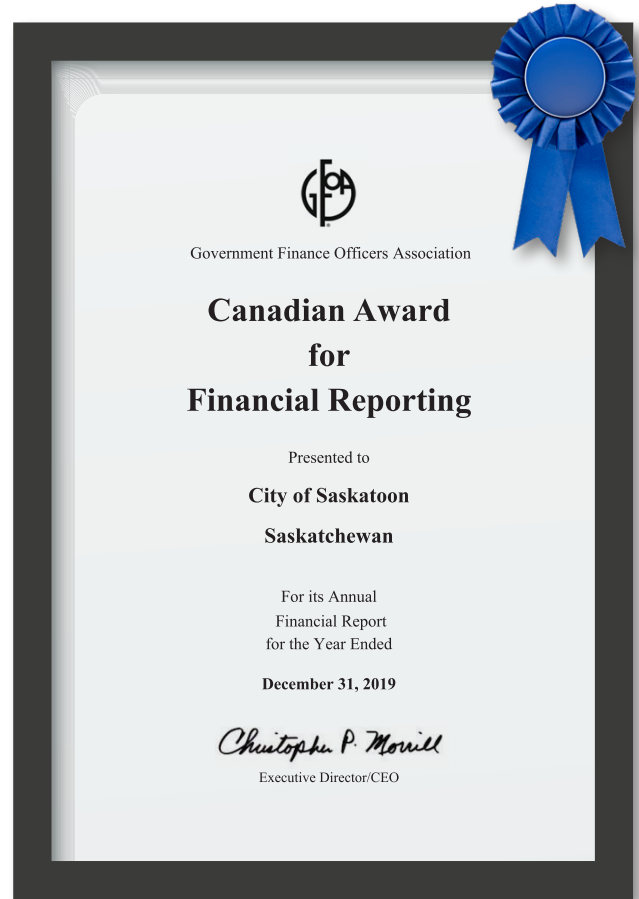 GFOA
Government Finance Officers Association
Canadian Award
for
Financial Reporting
Presented to
City of Saskatoon
Saskatchewan
For its Annual
Financial Report
for the Year Ended
December 31, 2019
Christopher P. Morrill
Executive Director/CEO